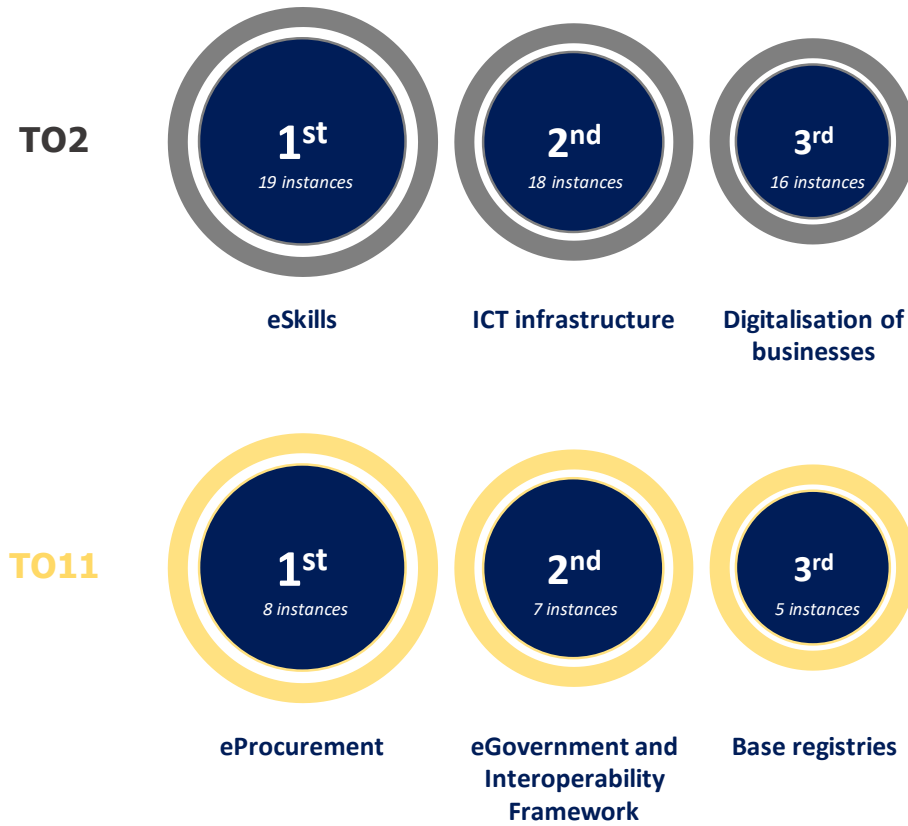 TO2
1st
19 instances
2nd
18 instances
3rd
16 instances
eSkills
ICT infrastructure
Digitalisation of
businesses
TO11
1st
8 instances
2nd
7 instances
3rd
5 instances
eProcurement
eGovernment and
Interoperability
Framework
Base registries